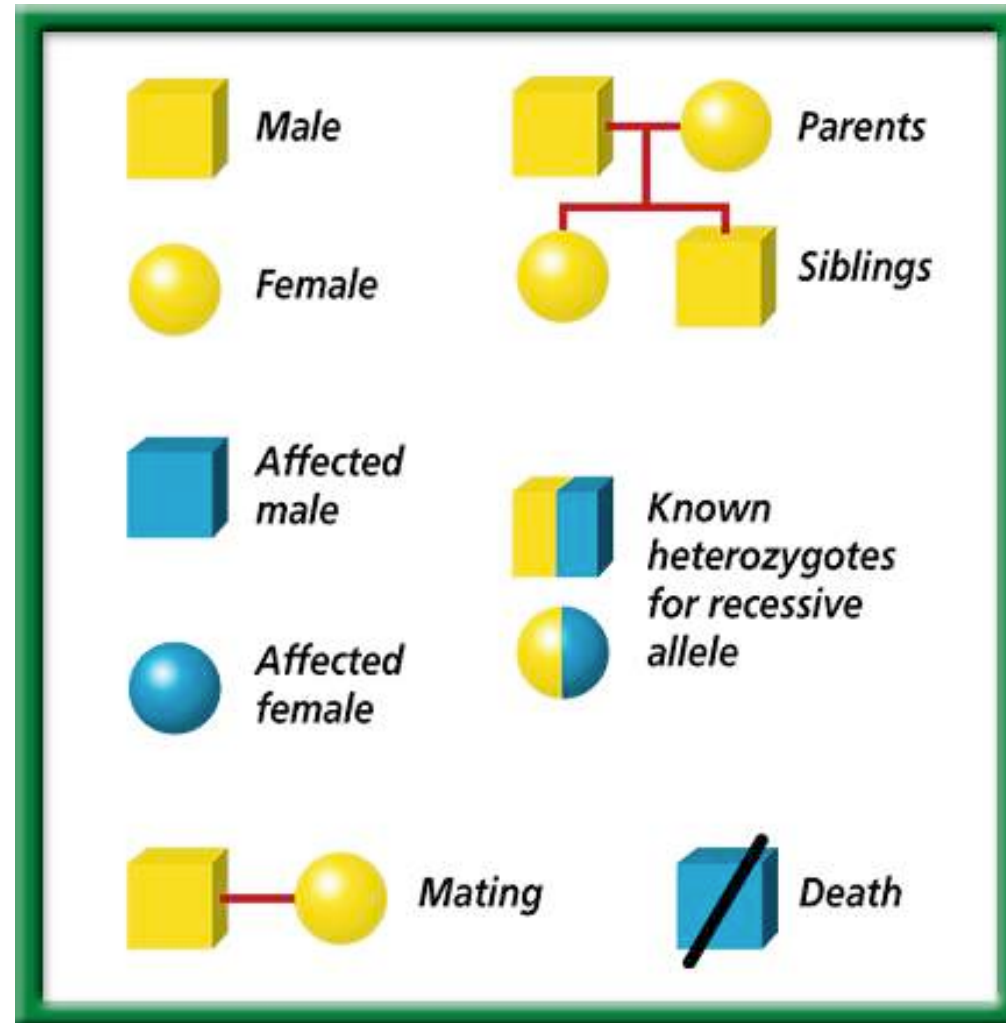 Male
Parents
Female
Siblings
Affected
male
Known
heterozygotes
for recessive
allele
Affected
female
Mating
Death